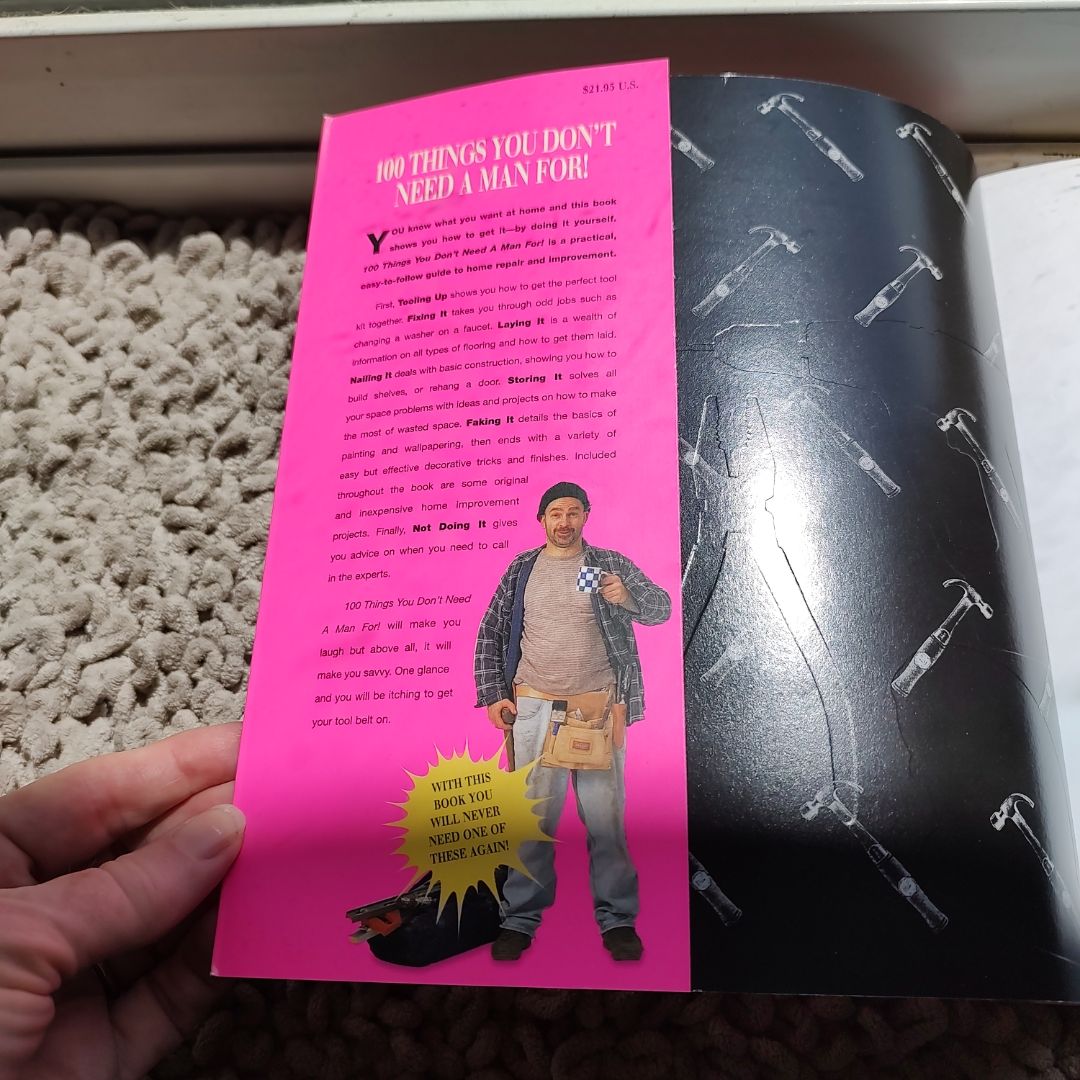 $21.95 U.S.
100 THINGS YOU DON'T
NEED A MAN FOR!
YOU know what you want at home and this book
shows you how to get it—by doing it yourself.
100 Things You Don't Need A Man For! is a practical,
easy-to-follow guide to home repair and improvement.
First, Tooling Up shows you how to get the perfect tool
kit together. Fixing It takes you through odd jobs such as
changing a washer on a faucet. Laying It is a wealth of
information on all types of flooring and how to get them laid.
Nailing It deals with basic construction, showing you how to
build shelves, or rehang a door. Storing It solves all
your space problems with ideas and projects on how to make
the most of wasted space. Faking It details the basics of
painting and wallpapering, then ends with a variety of
easy but effective decorative tricks and finishes. Included
throughout the book are some original
and inexpensive home improvement
projects. Finally, Not Doing It gives
you advice on when you need to call
in the experts.
100 Things You Don't Need
A Man For! will make you
laugh but above all, it will
make you savvy. One glance
and you will be itching to get
your tool belt on.
WITH THIS
BOOK YOU
WILL NEVER
NEED ONE OF
THESE AGAIN!